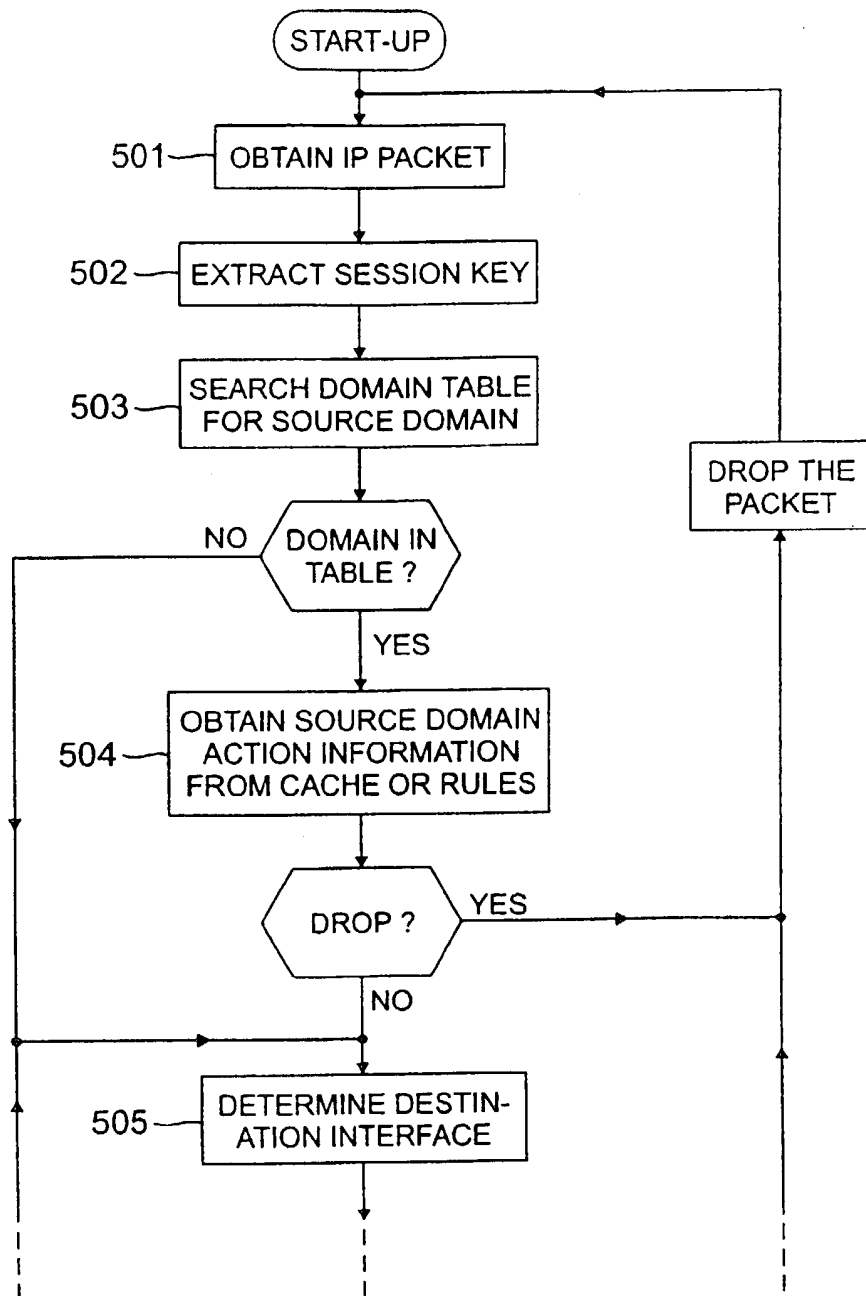 START-UP
501
OBTAIN IP PACKET
502
EXTRACT SESSION KEY
503
SEARCH DOMAIN TABLE
FOR SOURCE DOMAIN
DROP THE
PACKET
NO
DOMAIN IN
TABLE ?
YES
504
OBTAIN SOURCE DOMAIN
ACTION INFORMATION
FROM CACHE OR RULES
DROP ?
YES
NO
505
DETERMINE DESTIN-
ATION INTERFACE